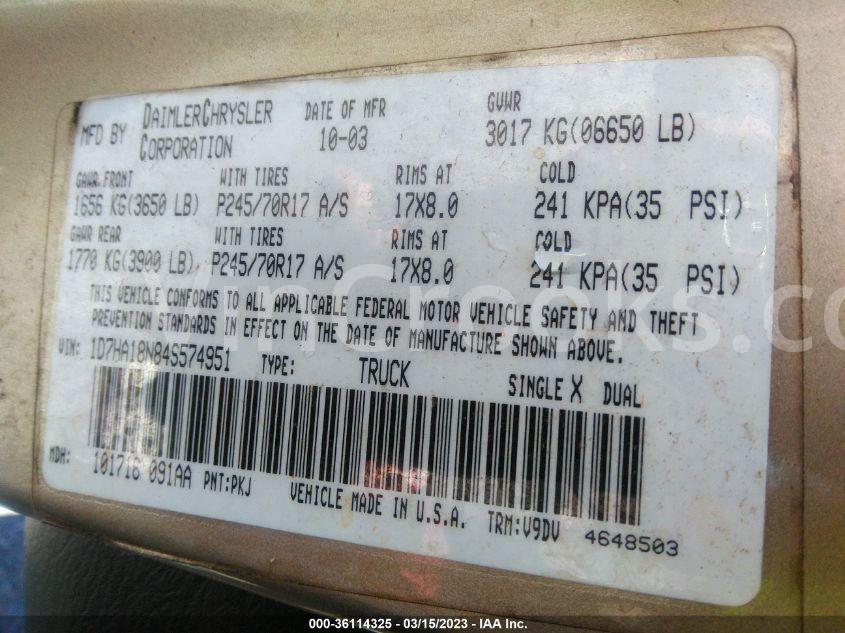 MFD BY DAIMLERCHRYSLER CORPORATION DATE OF MFR 10-03 GVWR 3017 KG(06650 LB)
GAWR FRONT WITH TIRES RIMS AT COLD
1656 KG(3650 LB) P245/70R17 A/S 17X8.0 241 KPA(35 PSI)
GAWR REAR WITH TIRES RIMS AT COLD
1770 KG(3900 LB) P245/70R17 A/S 17X8.0 241 KPA(35 PSI)
THIS VEHICLE CONFORMS TO ALL APPLICABLE FEDERAL MOTOR VEHICLE SAFETY AND THEFT
PREVENTION STANDARDS IN EFFECT ON THE DATE OF MANUFACTURE SHOWN ABOVE.
VIN: 1D7HA18N84S574951 TYPE: TRUCK SINGLE X DUAL
MDH: 101716 091AA PNT:PKJ VEHICLE MADE IN U.S.A. TRM:V9DV 4648503
000-36114325 - 03/15/2023 - IAA Inc.